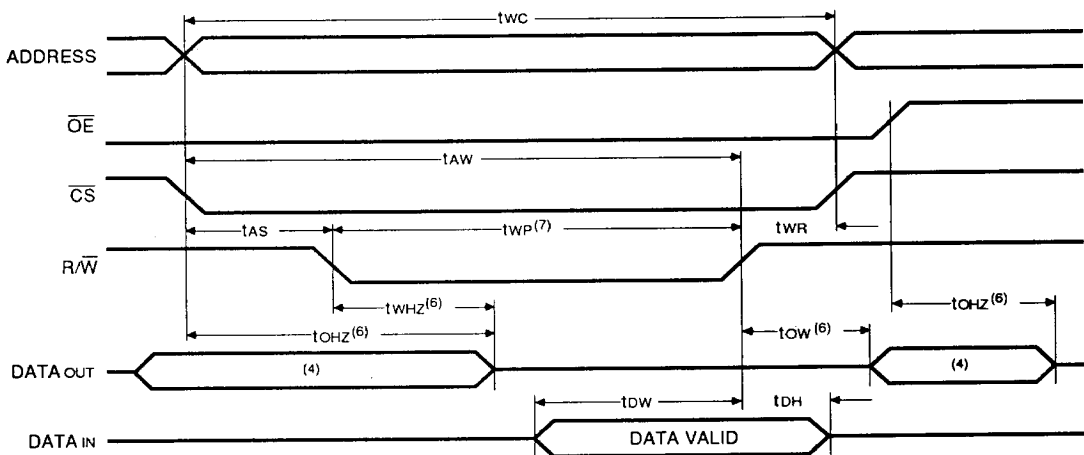 tWC
ADDRESS
OE
tAW
CS
tAS
tWP(7)
tWR
R/W
tWHZ(6)
tOHZ(6)
tOHZ(6)
tOW(6)
DATA OUT
(4)
(4)
tDW
tDH
DATA IN
DATA VALID